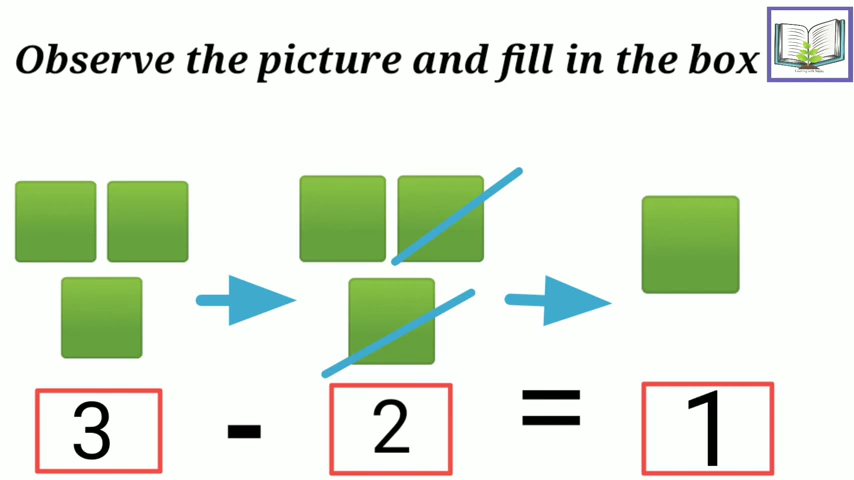 Observe the picture and fill in the box
3 - 2 = 1